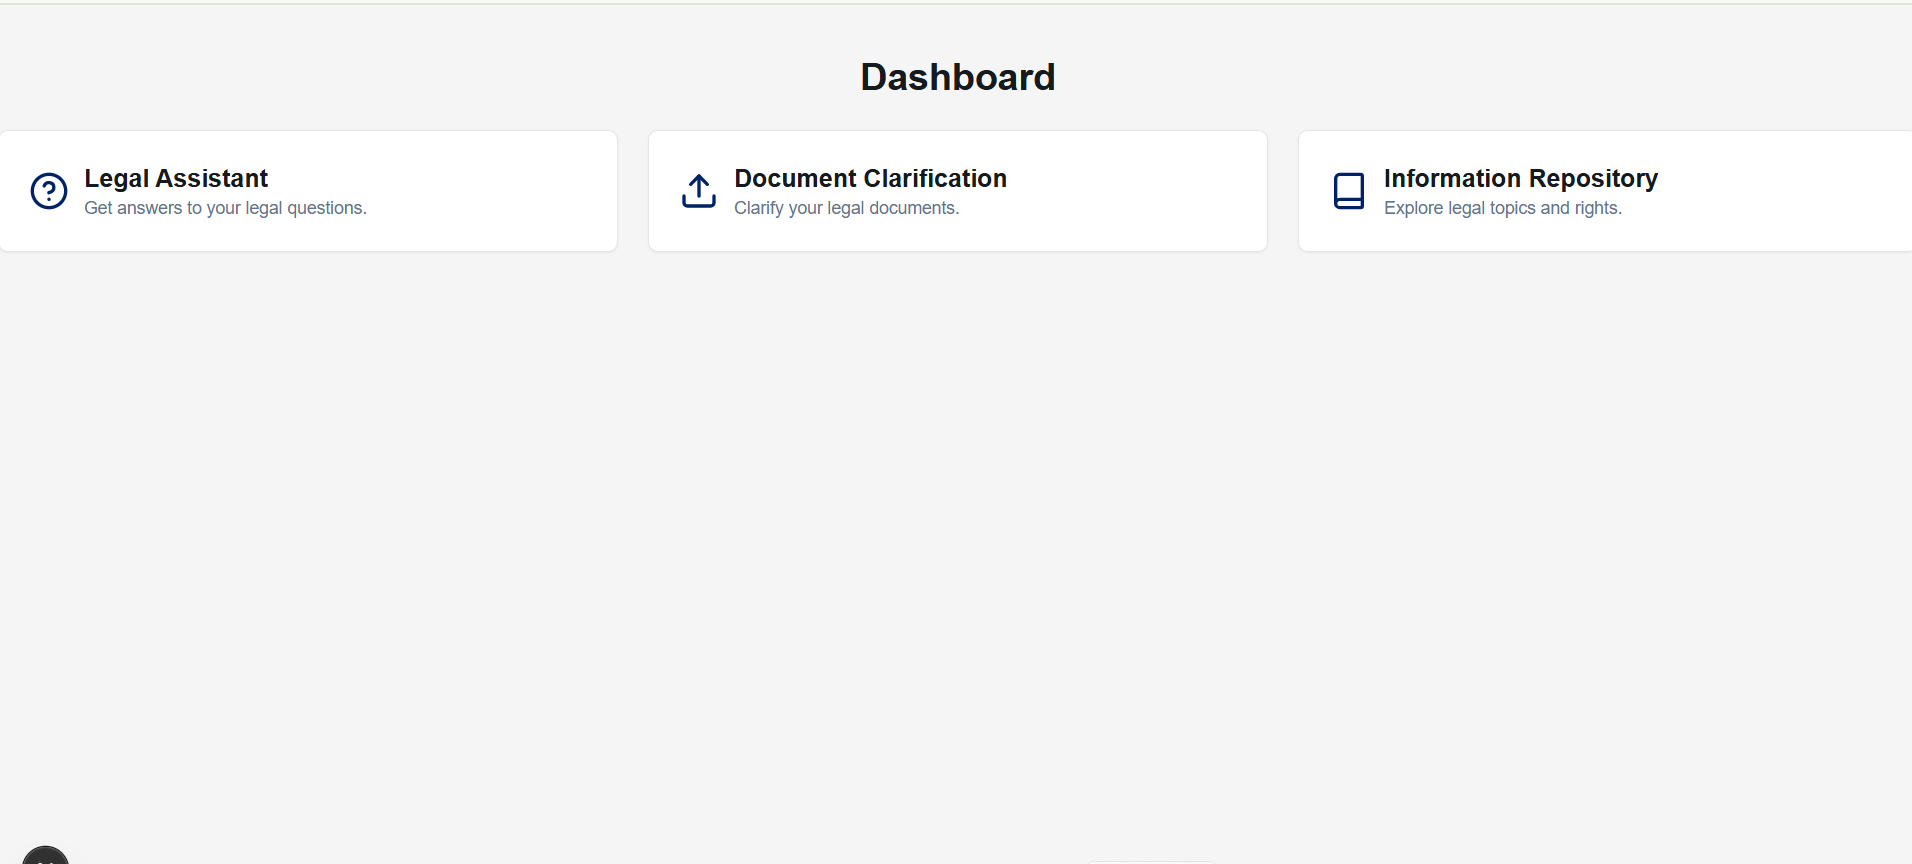 Dashboard
Legal Assistant
Get answers to your legal questions.
Document Clarification
Clarify your legal documents.
Information Repository
Explore legal topics and rights.